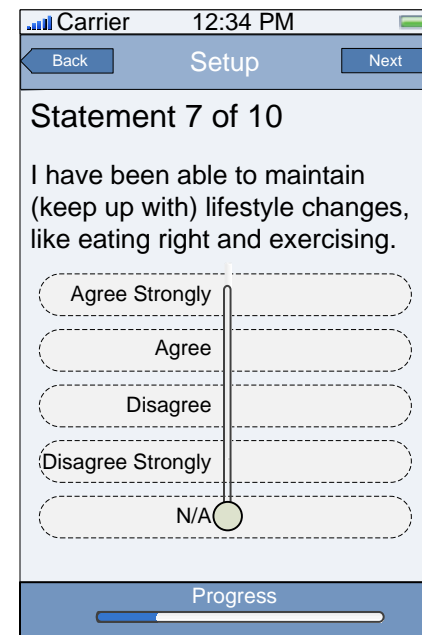 Carrier 12:34 PM
Back Setup Next
Statement 7 of 10
I have been able to maintain
(keep up with) lifestyle changes,
like eating right and exercising.
Agree Strongly
Agree
Disagree
Disagree Strongly
N/A
Progress